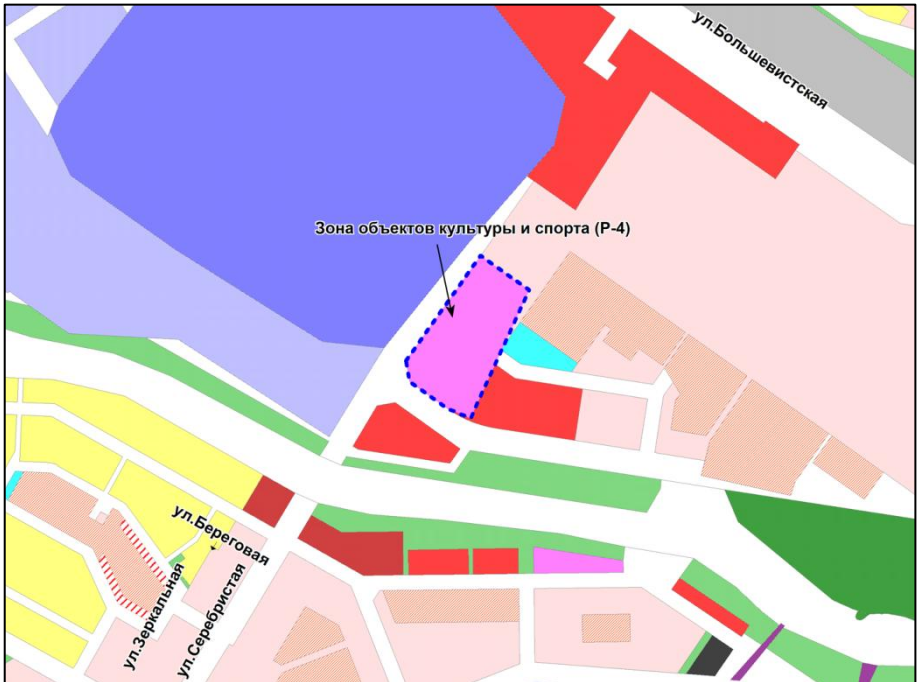 ул.Большевистская
Зона объектов культуры и спорта (Р-4)
ул.Береговая
ул.Зеркальная
ул.Серебристая